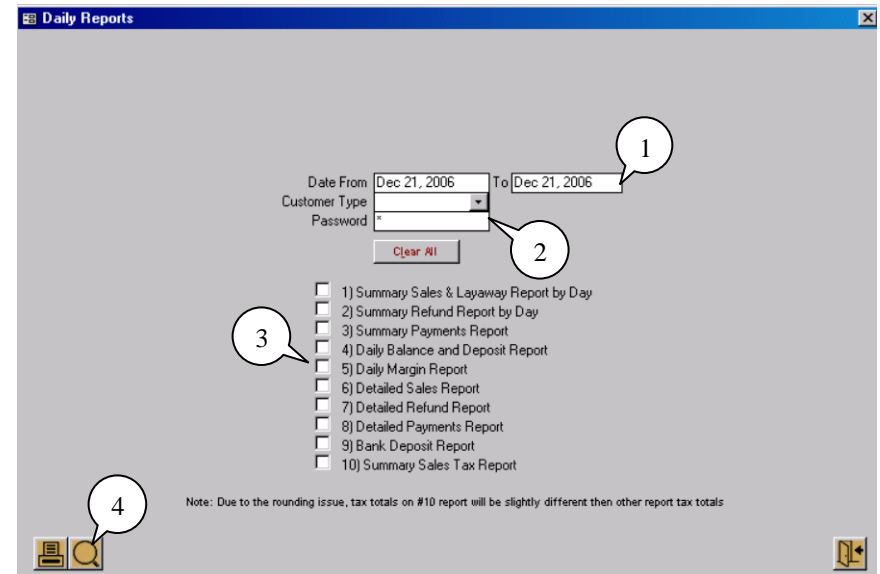 Daily Reports
1
Date From Dec 21, 2006 To Dec 21, 2006
Customer Type
Password *
2
Clear All
1) Summary Sales & Layaway Report by Day
2) Summary Refund Report by Day
3
3) Summary Payments Report
4) Daily Balance and Deposit Report
5) Daily Margin Report
6) Detailed Sales Report
7) Detailed Refund Report
8) Detailed Payments Report
9) Bank Deposit Report
10) Summary Sales Tax Report
4
Note: Due to the rounding issue, tax totals on #10 report will be slightly different then other report tax totals